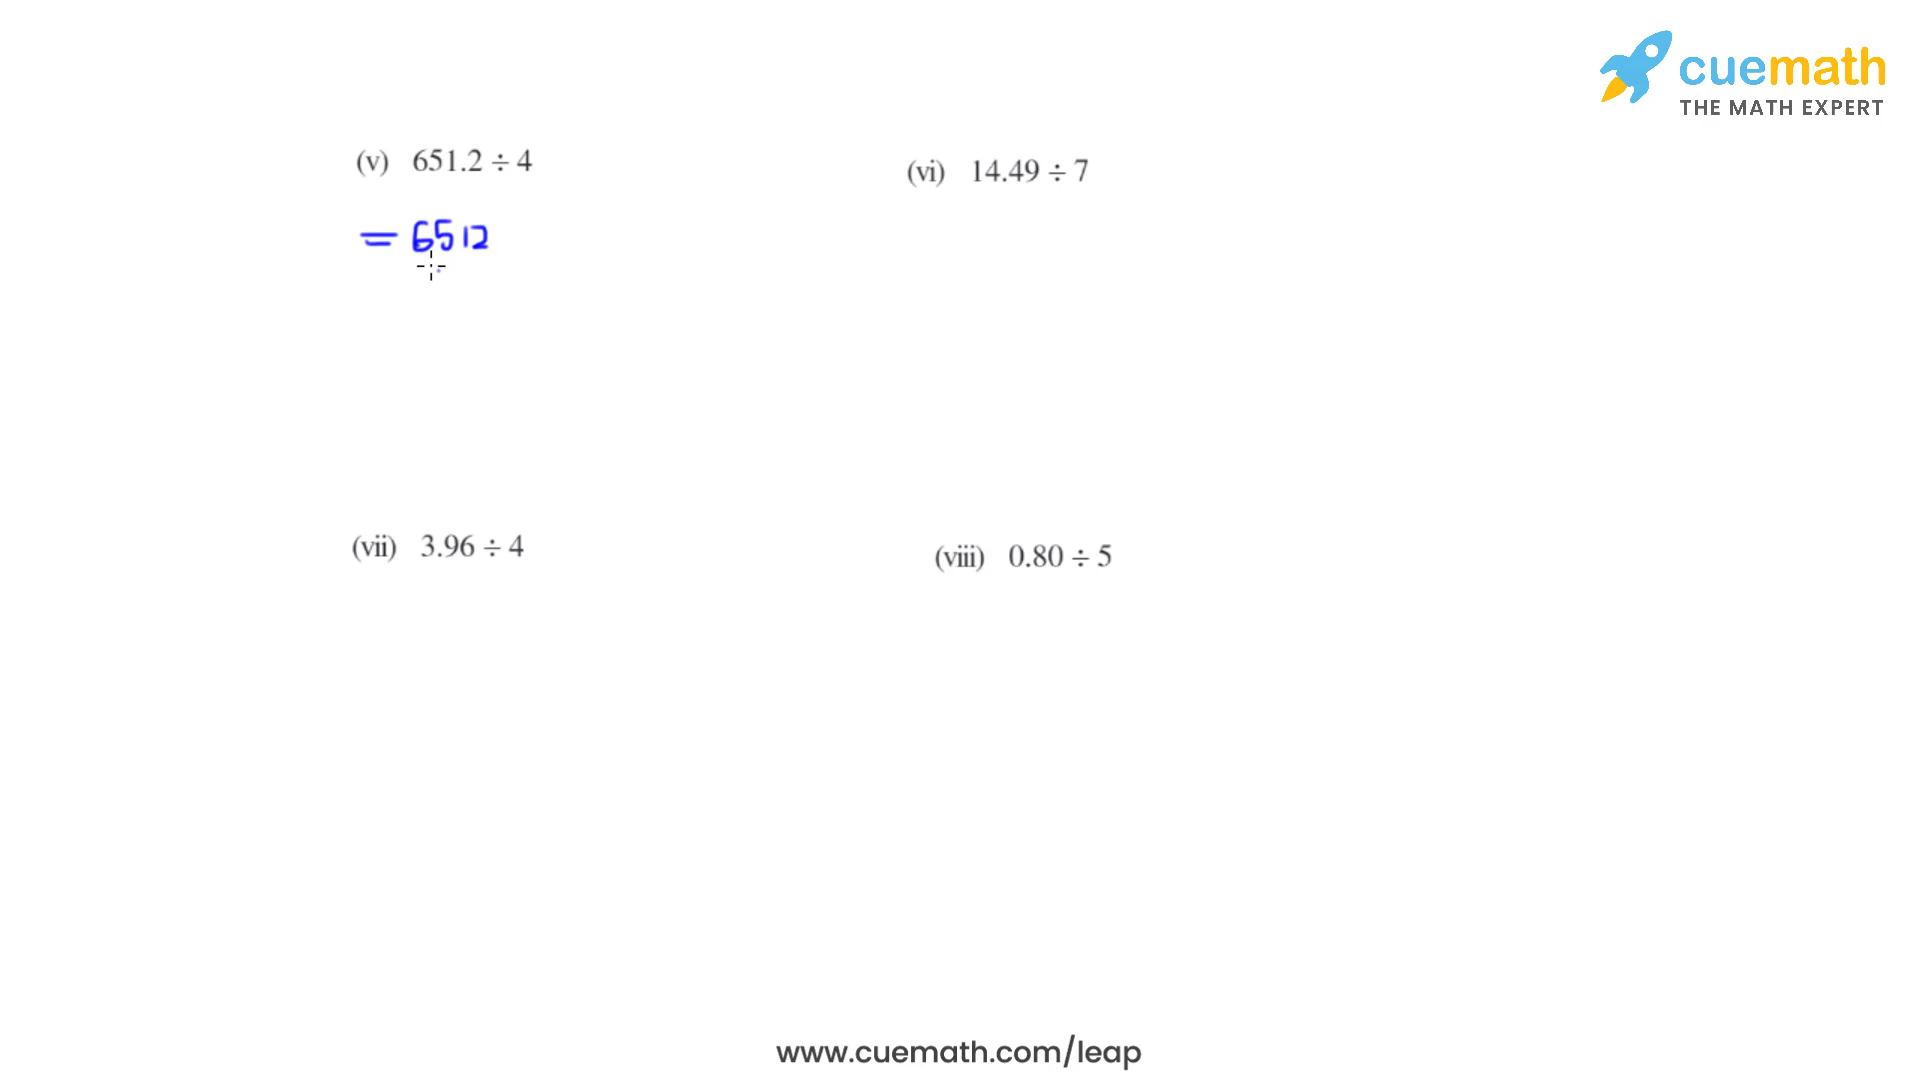 cuemath
THE MATH EXPERT
(v) 651.2 ÷ 4
(vi) 14.49 ÷ 7
= 6512
(vii) 3.96 ÷ 4
(viii) 0.80 ÷ 5
www.cuemath.com/leap